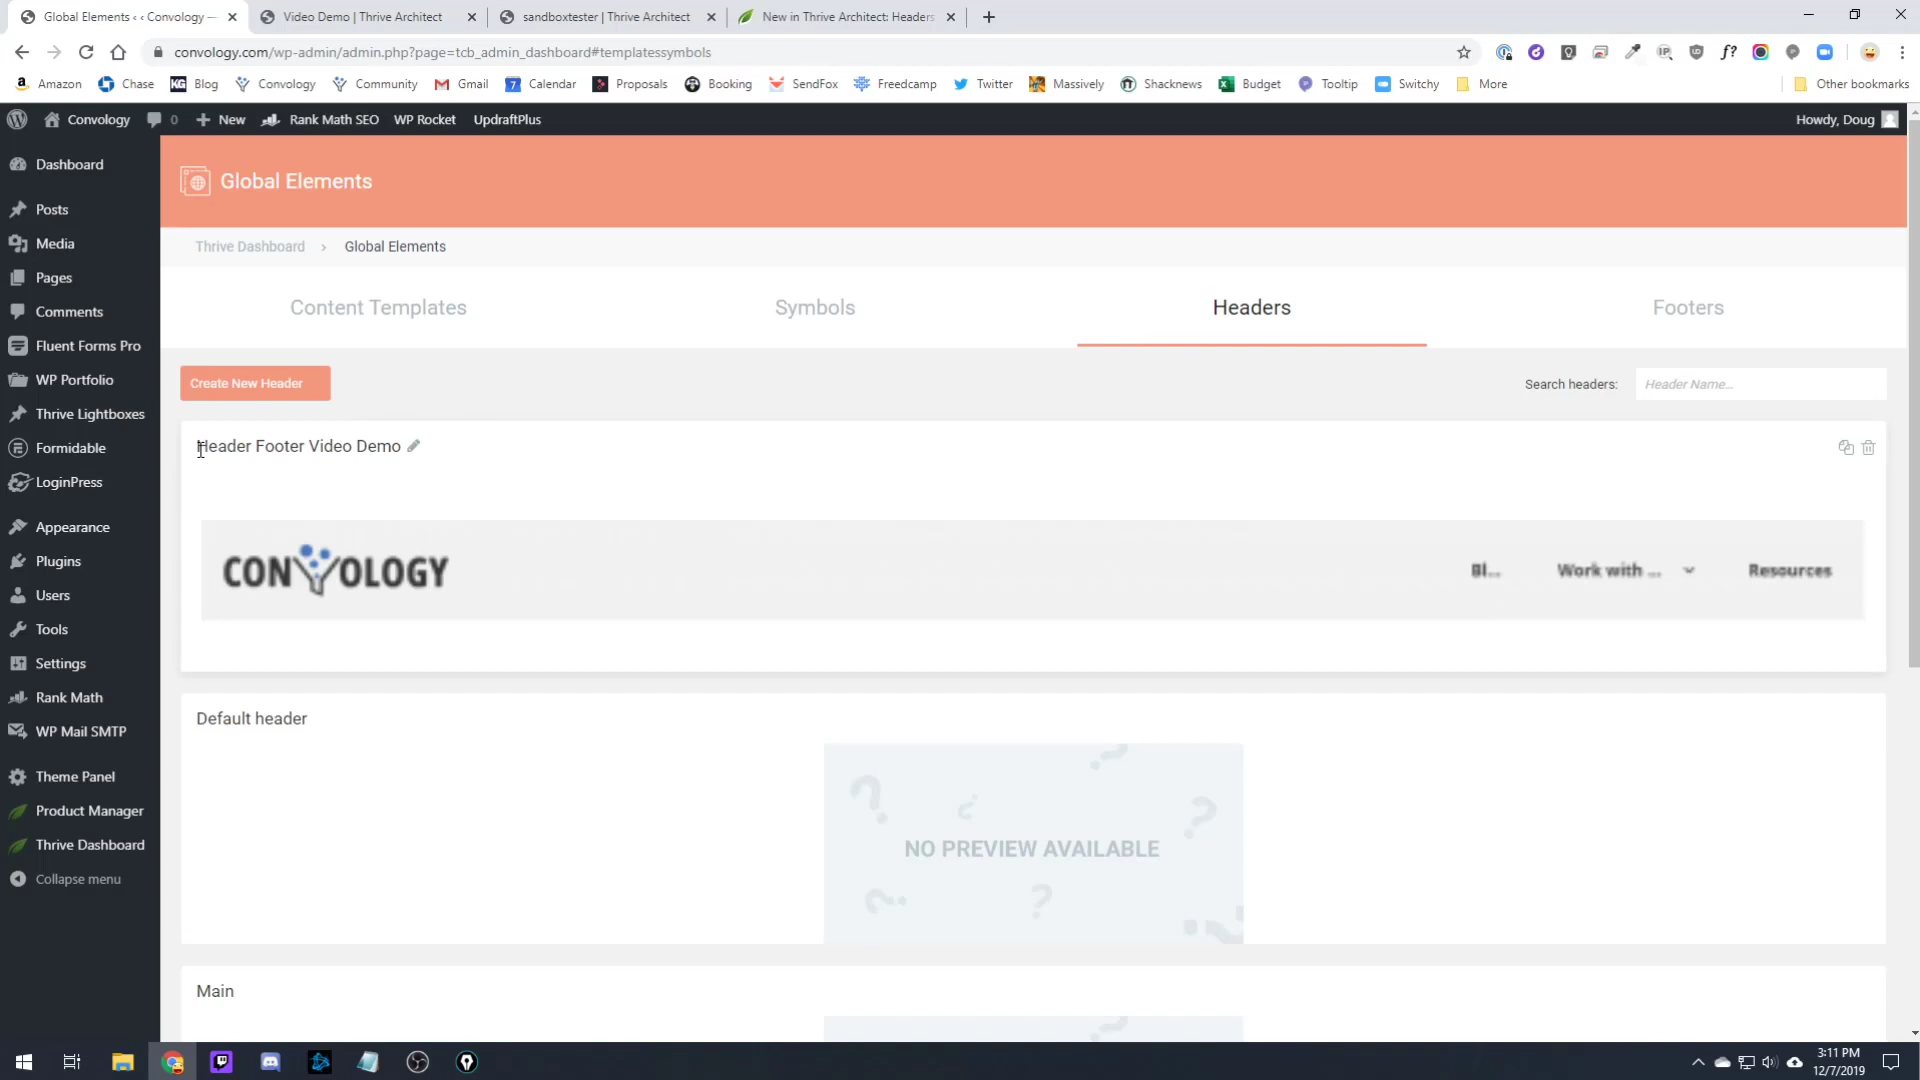 Global Elements ‹ ‹ Convology —
Video Demo | Thrive Architect
sandboxtester | Thrive Architect
New in Thrive Architect: Headers
convology.com/wp-admin/admin.php?page=tcb_admin_dashboard#templatessymbols
Amazon
Chase
KG Blog
Convology
Community
Gmail
7 Calendar
Proposals
Booking
SendFox
Freedcamp
Twitter
Massively
Shacknews
Budget
Tooltip
Switchy
More
Other bookmarks
Convology
0
New
Rank Math SEO
WP Rocket
UpdraftPlus
Howdy, Doug
Dashboard
Posts
Media
Pages
Comments
Fluent Forms Pro
WP Portfolio
Thrive Lightboxes
Formidable
LoginPress
Appearance
Plugins
Users
Tools
Settings
Rank Math
WP Mail SMTP
Theme Panel
Product Manager
Thrive Dashboard
Collapse menu
Global Elements
Thrive Dashboard › Global Elements
Content Templates
Symbols
Headers
Footers
Create New Header
Search headers:
Header Name...
Header Footer Video Demo
CONVOLOGY
Bl...
Work with ...
Resources
Default header
NO PREVIEW AVAILABLE
Main
3:11 PM
12/7/2019